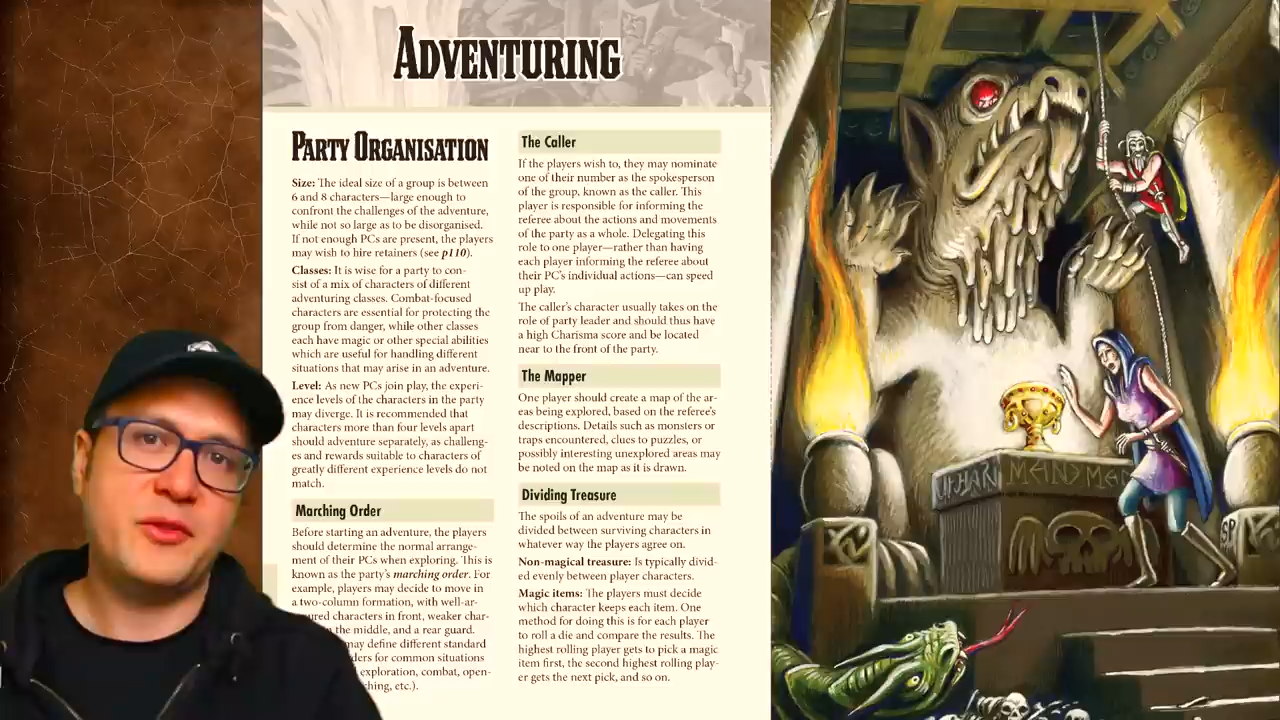 ADVENTURING
PARTY ORGANISATION
Size: The ideal size of a group is between
6 and 8 characters—large enough to
confront the challenges of the adventure,
while not so large as to be disorganised.
If not enough PCs are present, the players
may wish to hire retainers (see p110).
Classes: It is wise for a party to con-
sist of a mix of characters of different
adventuring classes. Combat-focused
characters are essential for protecting the
group from danger, while other classes
each have magic or other special abilities
which are useful for handling different
situations that may arise in an adventure.
Level: As new PCs join play, the experi-
ence levels of the characters in the party
may diverge. It is recommended that
characters more than four levels apart
should adventure separately, as challeng-
es and rewards suitable to characters of
greatly different experience levels do not
match.
Marching Order
Before starting an adventure, the players
should determine the normal arrange-
ment of their PCs when exploring. This is
known as the party's marching order. For
example, players may decide to move in
a two-column formation, with well-ar-
characters in front, weaker char-
the middle, and a rear guard.
may define different standard
for common situations
exploration, combat, open-
etc.).
The Caller
If the players wish to, they may nominate
one of their number as the spokesperson
of the group, known as the caller. This
player is responsible for informing the
referee about the actions and movements
of the party as a whole. Delegating this
role to one player—rather than having
each player informing the referee about
their PC's individual actions—can speed
up play.
The caller's character usually takes on the
role of party leader and should thus have
a high Charisma score and be located
near to the front of the party.
The Mapper
One player should create a map of the ar-
eas being explored, based on the referee's
descriptions. Details such as monsters or
traps encountered, clues to puzzles, or
possibly interesting unexplored areas may
be noted on the map as it is drawn.
Dividing Treasure
The spoils of an adventure may be
divided between surviving characters in
whatever way the players agree on.
Non-magical treasure: Is typically divid-
ed evenly between player characters.
Magic items: The players must decide
which character keeps each item. One
method for doing this is for each player
to roll a die and compare the results. The
highest rolling player gets to pick a magic
item first, the second highest rolling play-
er gets the next pick, and so on.